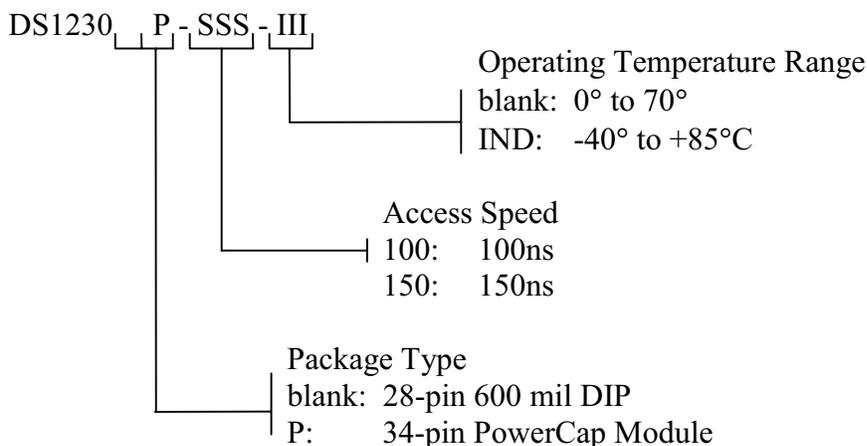 DS1230 P - SSS - III
Operating Temperature Range
blank: 0° to 70°
IND: -40° to +85°C
Access Speed
100: 100ns
150: 150ns
Package Type
blank: 28-pin 600 mil DIP
P: 34-pin PowerCap Module